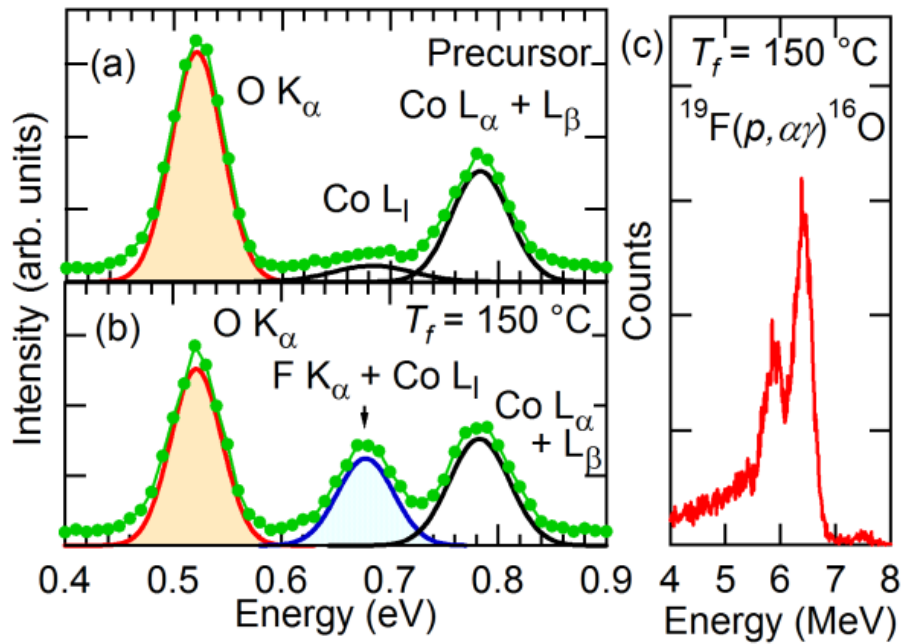 (a)
Precursor
O Kα
Co Lα + Lβ
Co Ll
(b)
O Kα
Tf = 150 °C
F Kα + Co Ll
Co Lα
+ Lβ
Intensity (arb. units)
0.4 0.5 0.6 0.7 0.8 0.9
Energy (eV)
(c)
Tf = 150 °C
¹⁹F(p, αγ)¹⁶O
Counts
4 5 6 7 8
Energy (MeV)